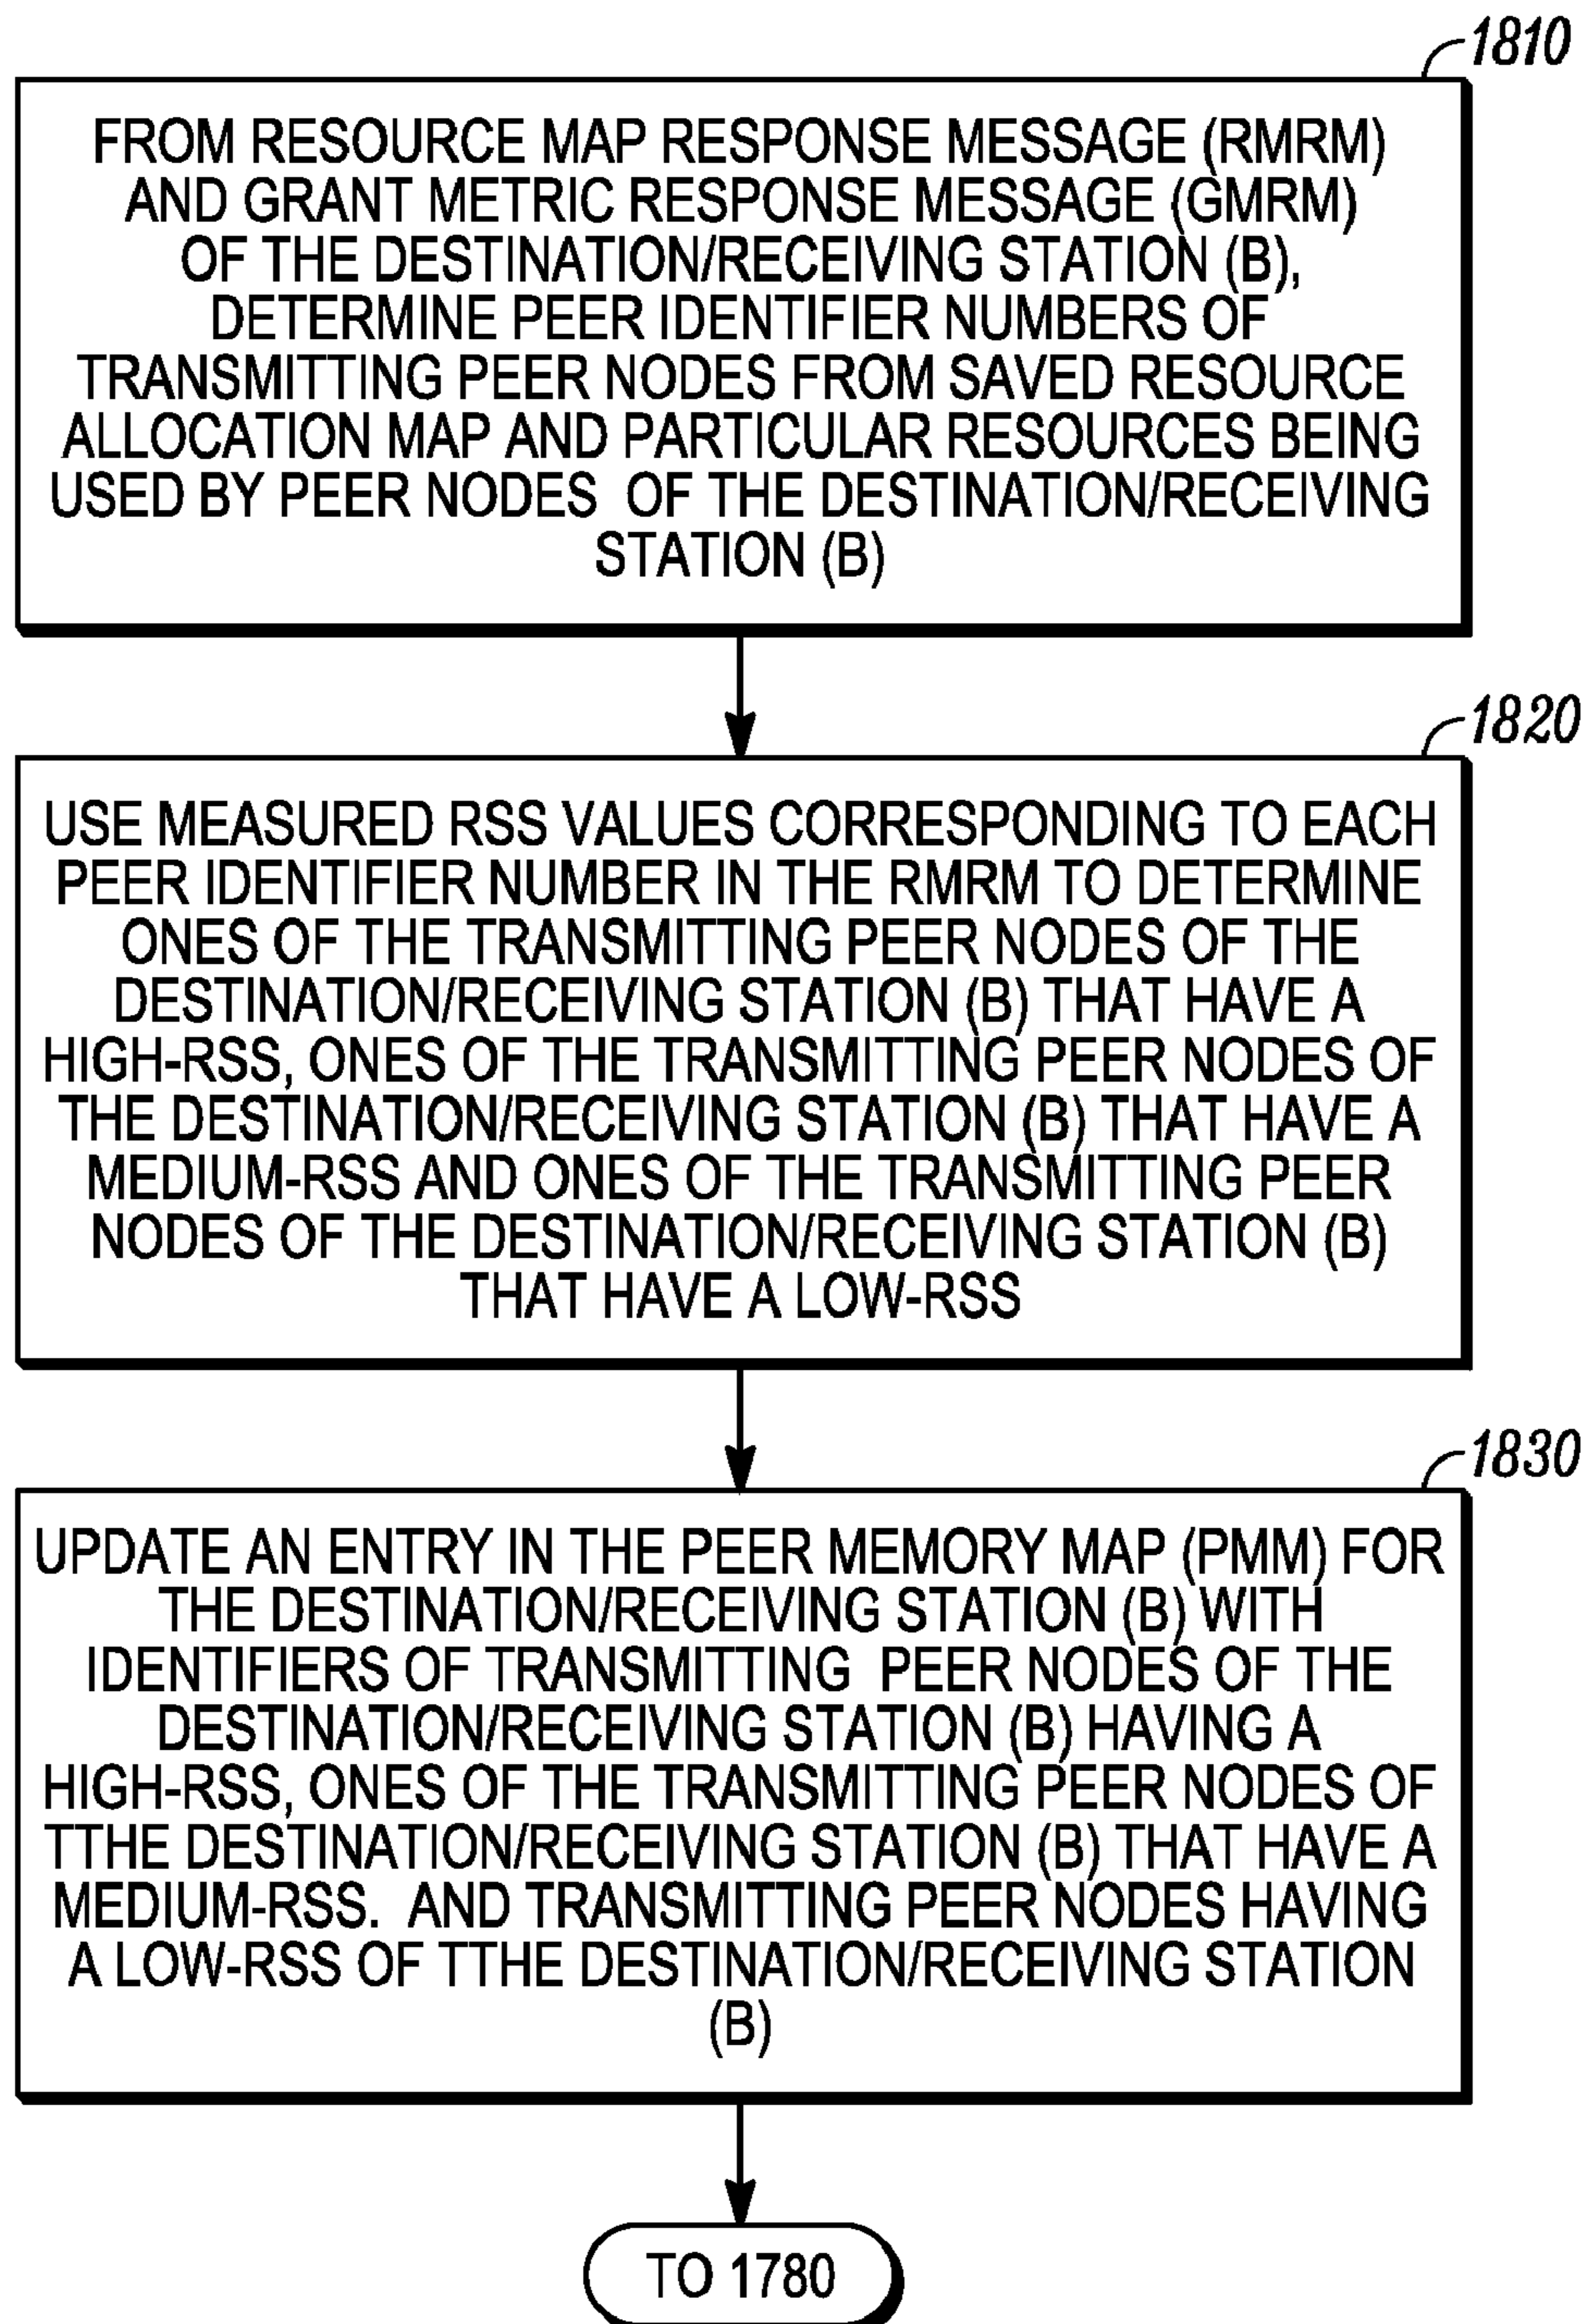 1810
FROM RESOURCE MAP RESPONSE MESSAGE (RMRM)
AND GRANT METRIC RESPONSE MESSAGE (GMRM)
OF THE DESTINATION/RECEIVING STATION (B),
DETERMINE PEER IDENTIFIER NUMBERS OF
TRANSMITTING PEER NODES FROM SAVED RESOURCE
ALLOCATION MAP AND PARTICULAR RESOURCES BEING
USED BY PEER NODES OF THE DESTINATION/RECEIVING
STATION (B)
1820
USE MEASURED RSS VALUES CORRESPONDING TO EACH
PEER IDENTIFIER NUMBER IN THE RMRM TO DETERMINE
ONES OF THE TRANSMITTING PEER NODES OF THE
DESTINATION/RECEIVING STATION (B) THAT HAVE A
HIGH-RSS, ONES OF THE TRANSMITTING PEER NODES OF
THE DESTINATION/RECEIVING STATION (B) THAT HAVE A
MEDIUM-RSS AND ONES OF THE TRANSMITTING PEER
NODES OF THE DESTINATION/RECEIVING STATION (B)
THAT HAVE A LOW-RSS
1830
UPDATE AN ENTRY IN THE PEER MEMORY MAP (PMM) FOR
THE DESTINATION/RECEIVING STATION (B) WITH
IDENTIFIERS OF TRANSMITTING PEER NODES OF THE
DESTINATION/RECEIVING STATION (B) HAVING A
HIGH-RSS, ONES OF THE TRANSMITTING PEER NODES OF
TTHE DESTINATION/RECEIVING STATION (B) THAT HAVE A
MEDIUM-RSS. AND TRANSMITTING PEER NODES HAVING
A LOW-RSS OF TTHE DESTINATION/RECEIVING STATION
(B)
TO 1780